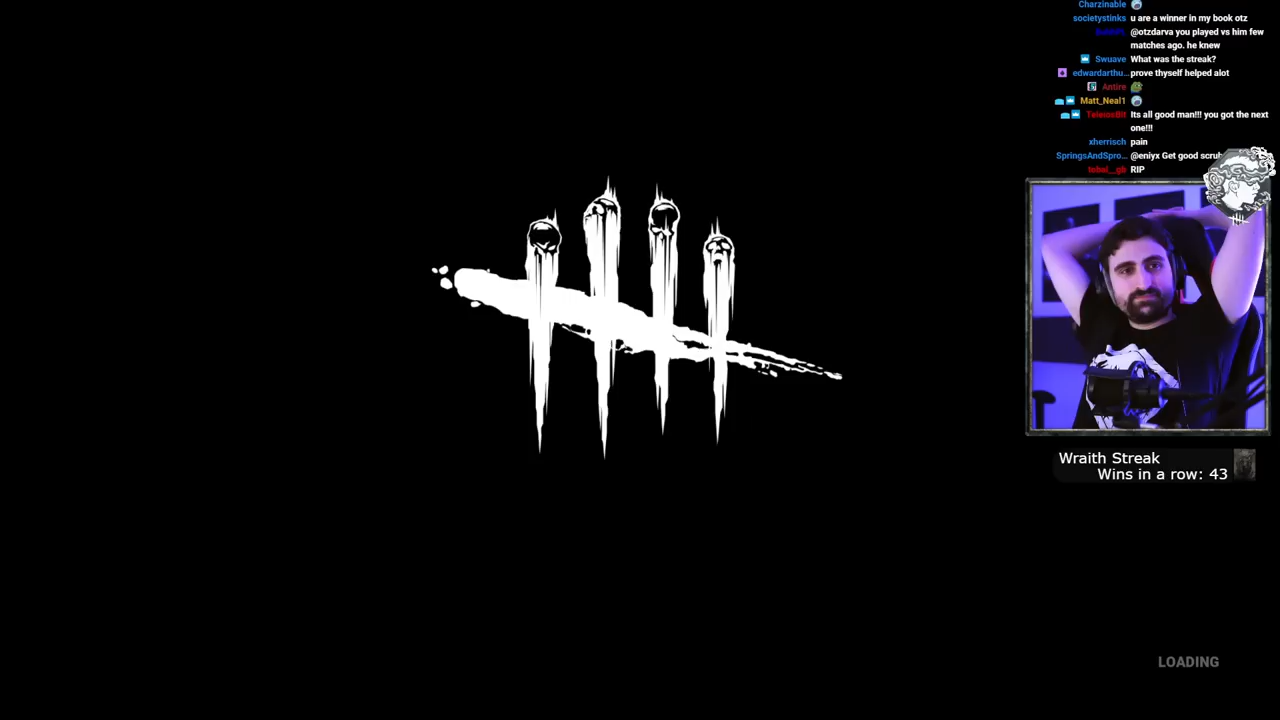 Charzinable
societystinks u are a winner in my book otz
@otzdarva you played vs him few
matches ago. he knew
Swuave What was the streak?
edwardarthu... prove thyself helped alot
Antire
Matt_Neal1
Its all good man!!! you got the next
one!!!
xherrisch pain
SpringsAndSpro... @eniyx Get good scrub
RIP
Wraith Streak
Wins in a row: 43
LOADING